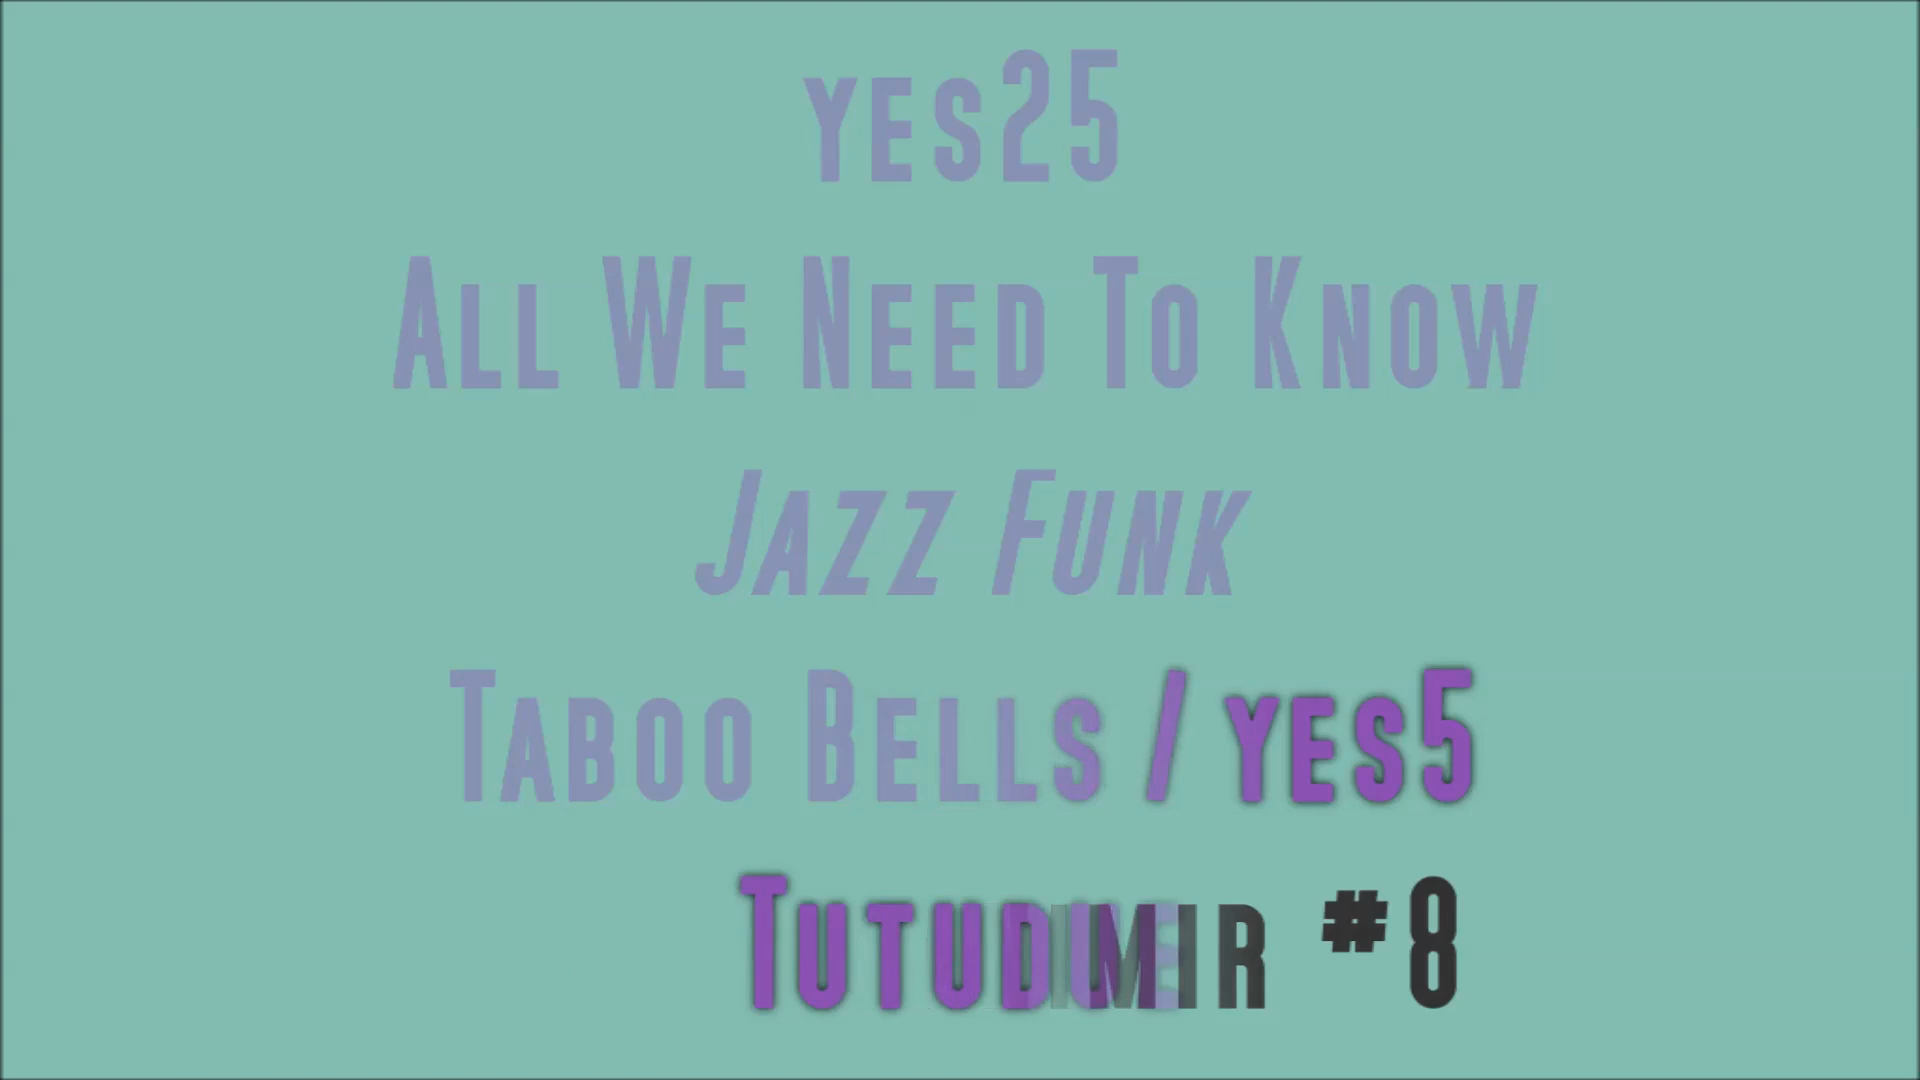 yes25
All We Need To Know
Jazz Funk
Taboo Bells / yes5
#8